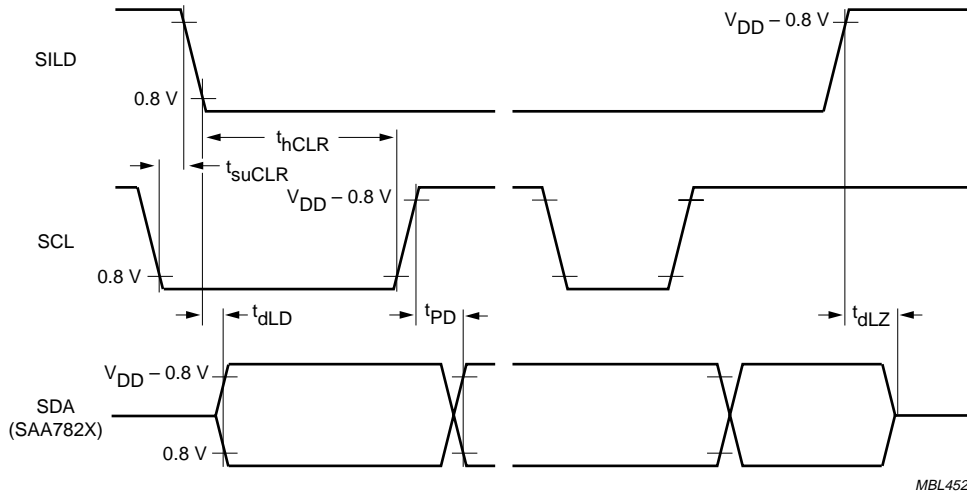 V_DD – 0.8 V
SILD
0.8 V
t_hCLR
t_suCLR
V_DD – 0.8 V
SCL
0.8 V
t_dLD
t_PD
t_dLZ
V_DD – 0.8 V
SDA
(SAA782X)
0.8 V
MBL452